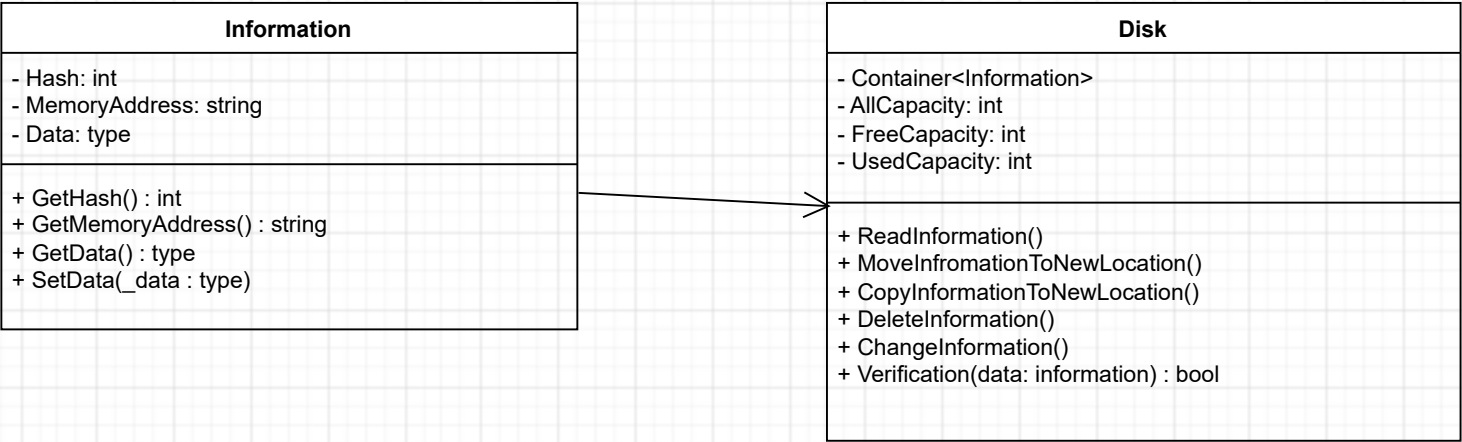 Information
- Hash: int
- MemoryAddress: string
- Data: type
+ GetHash() : int
+ GetMemoryAddress() : string
+ GetData() : type
+ SetData(_data : type)
Disk
- Container<Information>
- AllCapacity: int
- FreeCapacity: int
- UsedCapacity: int
+ ReadInformation()
+ MoveInfromationToNewLocation()
+ CopyInformationToNewLocation()
+ DeleteInformation()
+ ChangeInformation()
+ Verification(data: information) : bool